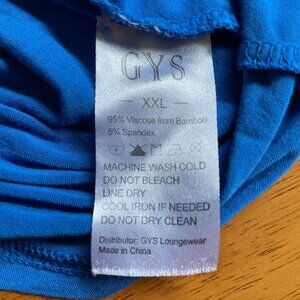 GYS
- XXL -
95% Viscose from Bamboo
5% Spandex
MACHINE WASH COLD
DO NOT BLEACH
LINE DRY
COOL IRON IF NEEDED
DO NOT DRY CLEAN
Distributor: GYS Loungewear
Made in China